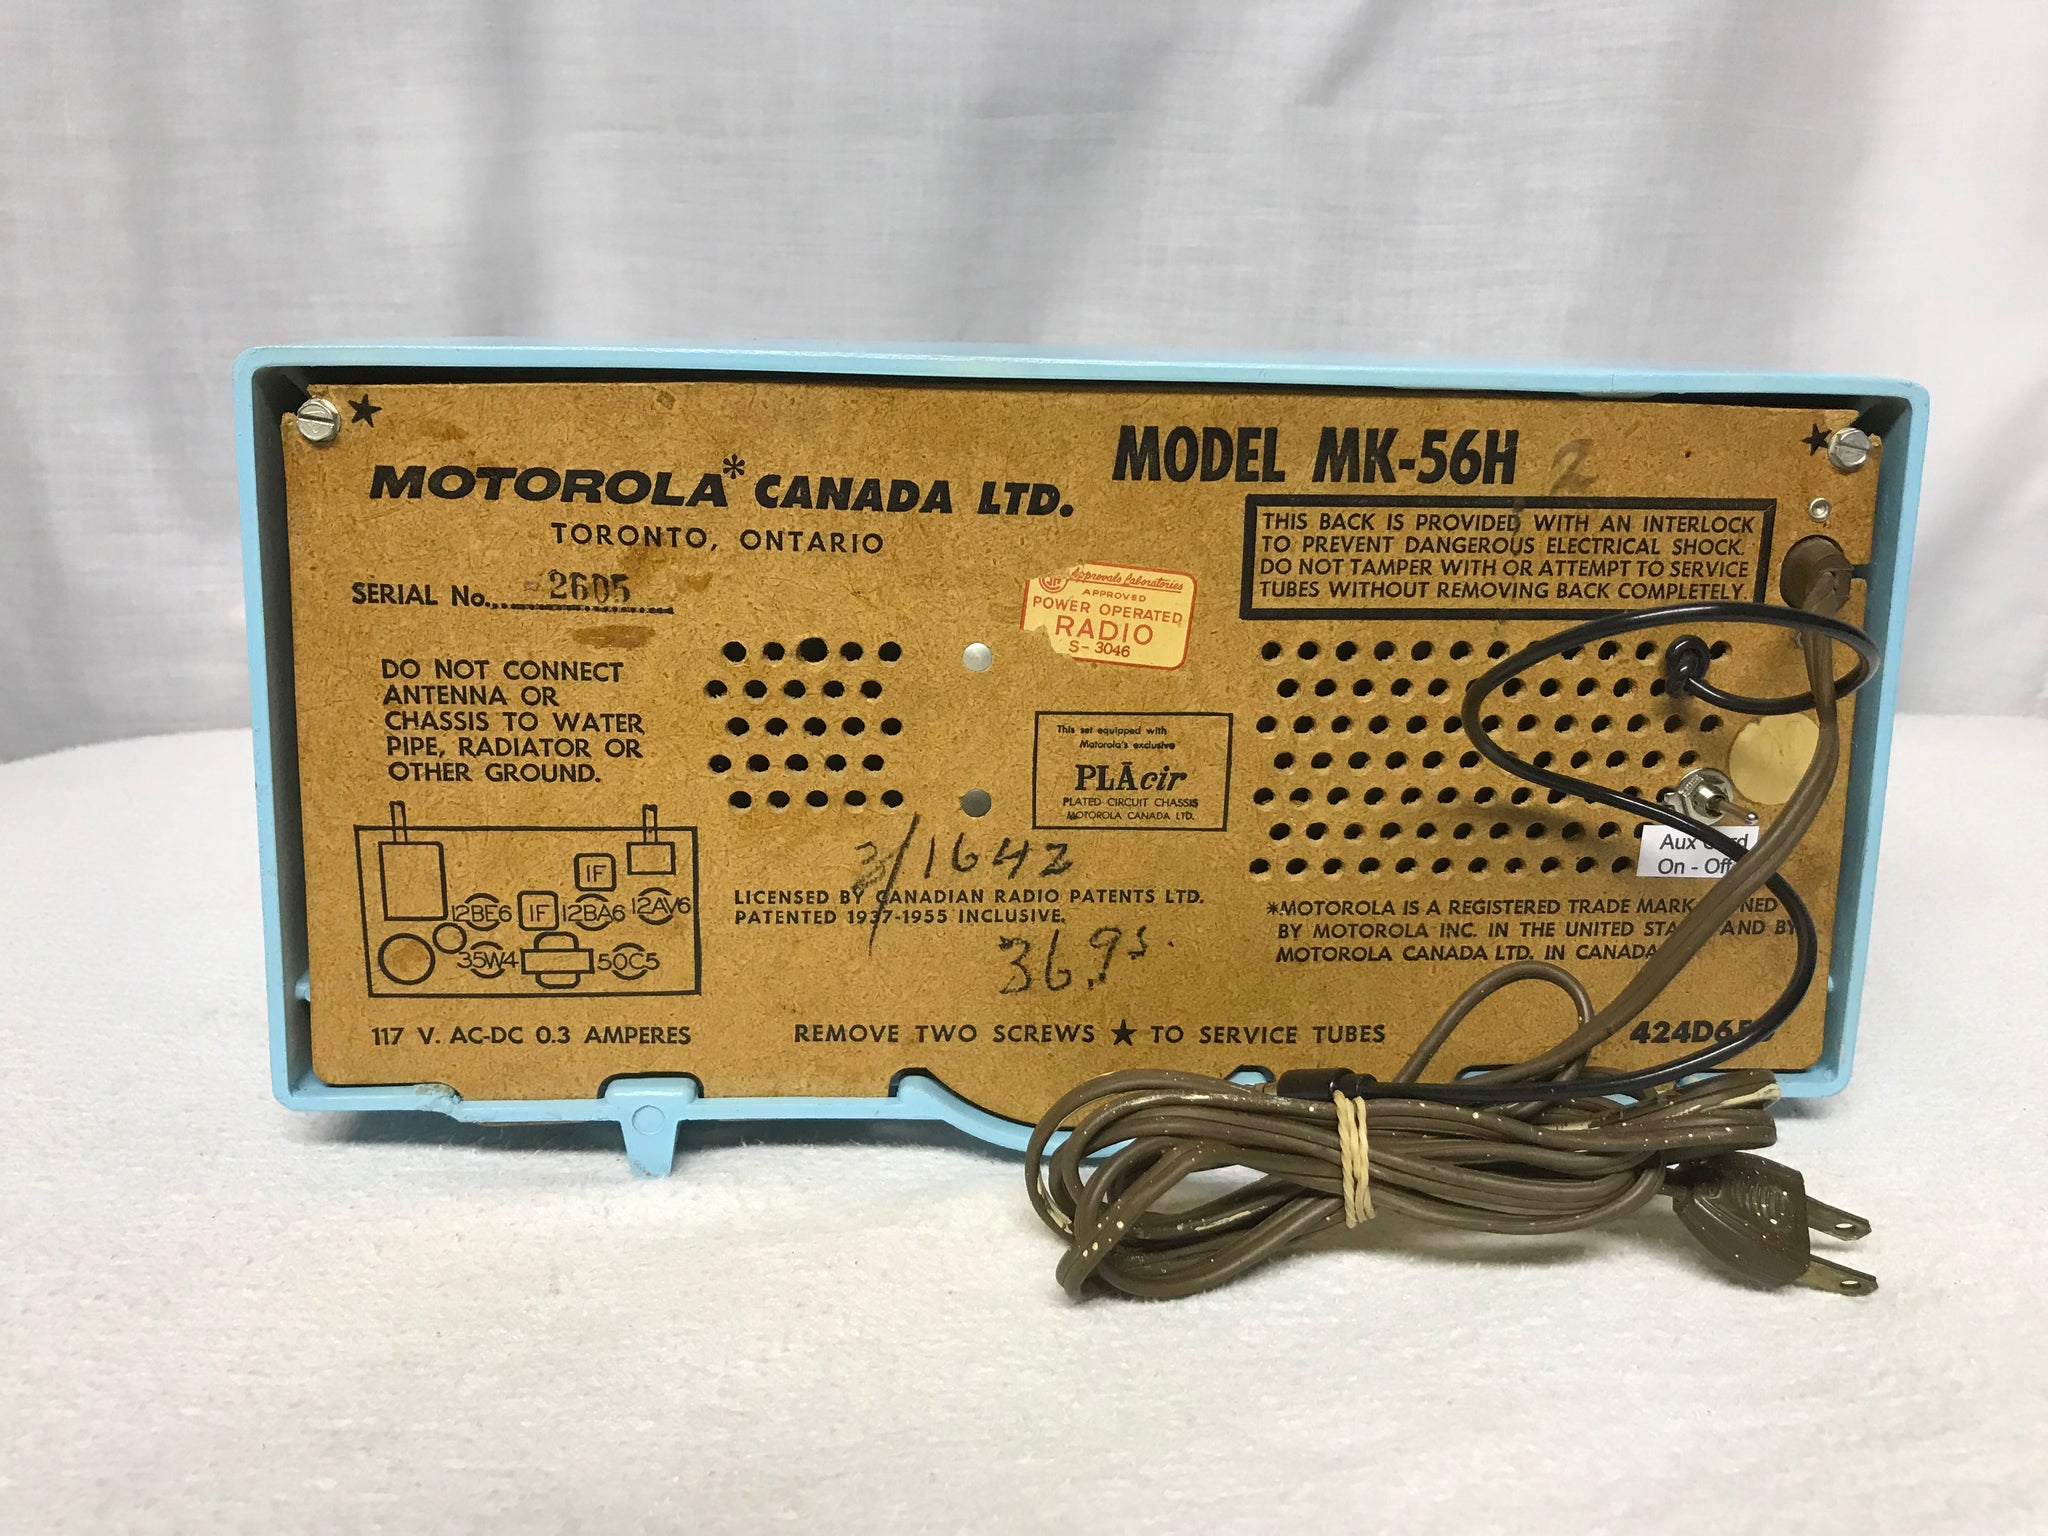 MODEL MK-56H
2
MOTOROLA* CANADA LTD.
TORONTO, ONTARIO
THIS BACK IS PROVIDED WITH AN INTERLOCK
TO PREVENT DANGEROUS ELECTRICAL SHOCK.
DO NOT TAMPER WITH OR ATTEMPT TO SERVICE
TUBES WITHOUT REMOVING BACK COMPLETELY.
SERIAL No. 2605
Approvals Laboratories
APPROVED
POWER OPERATED
RADIO
S-3046
DO NOT CONNECT
ANTENNA OR
CHASSIS TO WATER
PIPE, RADIATOR OR
OTHER GROUND.
This set equipped with
Motorola's exclusive
PLĀcir
PLATED CIRCUIT CHASSIS
MOTOROLA CANADA LTD.
Aux
On - Off
3/1642
LICENSED BY CANADIAN RADIO PATENTS LTD.
PATENTED 1937-1955 INCLUSIVE.
36.95.
*MOTOROLA IS A REGISTERED TRADE MARK
BY MOTOROLA INC. IN THE UNITED AND BY
MOTOROLA CANADA LTD. IN CANADA
IF
12BE6 IF 12BA6 12AV6
35W4 50C5
117 V. AC-DC 0.3 AMPERES
REMOVE TWO SCREWS ★ TO SERVICE TUBES